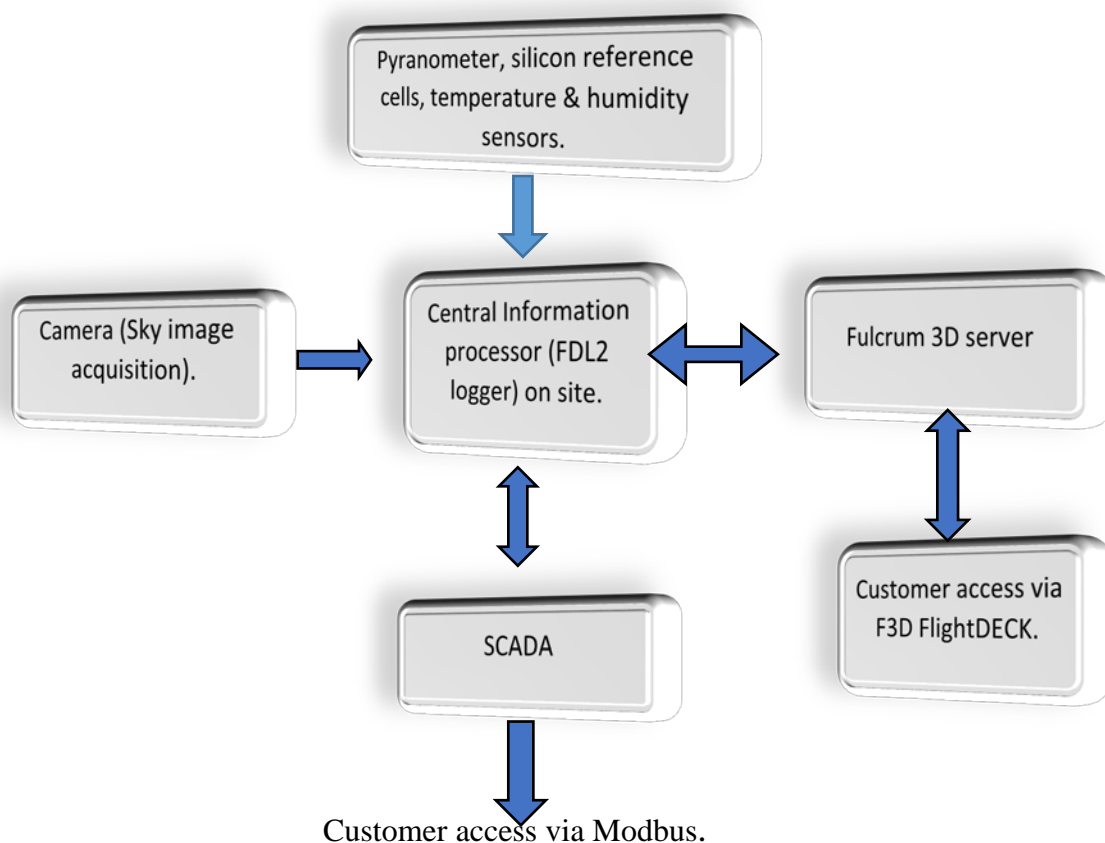 Pyranometer, silicon reference
cells, temperature & humidity
sensors.
Camera (Sky image
acquisition).
Central Information
processor (FDL2
logger) on site.
Fulcrum 3D server
SCADA
Customer access via
F3D FlightDECK.
Customer access via Modbus.